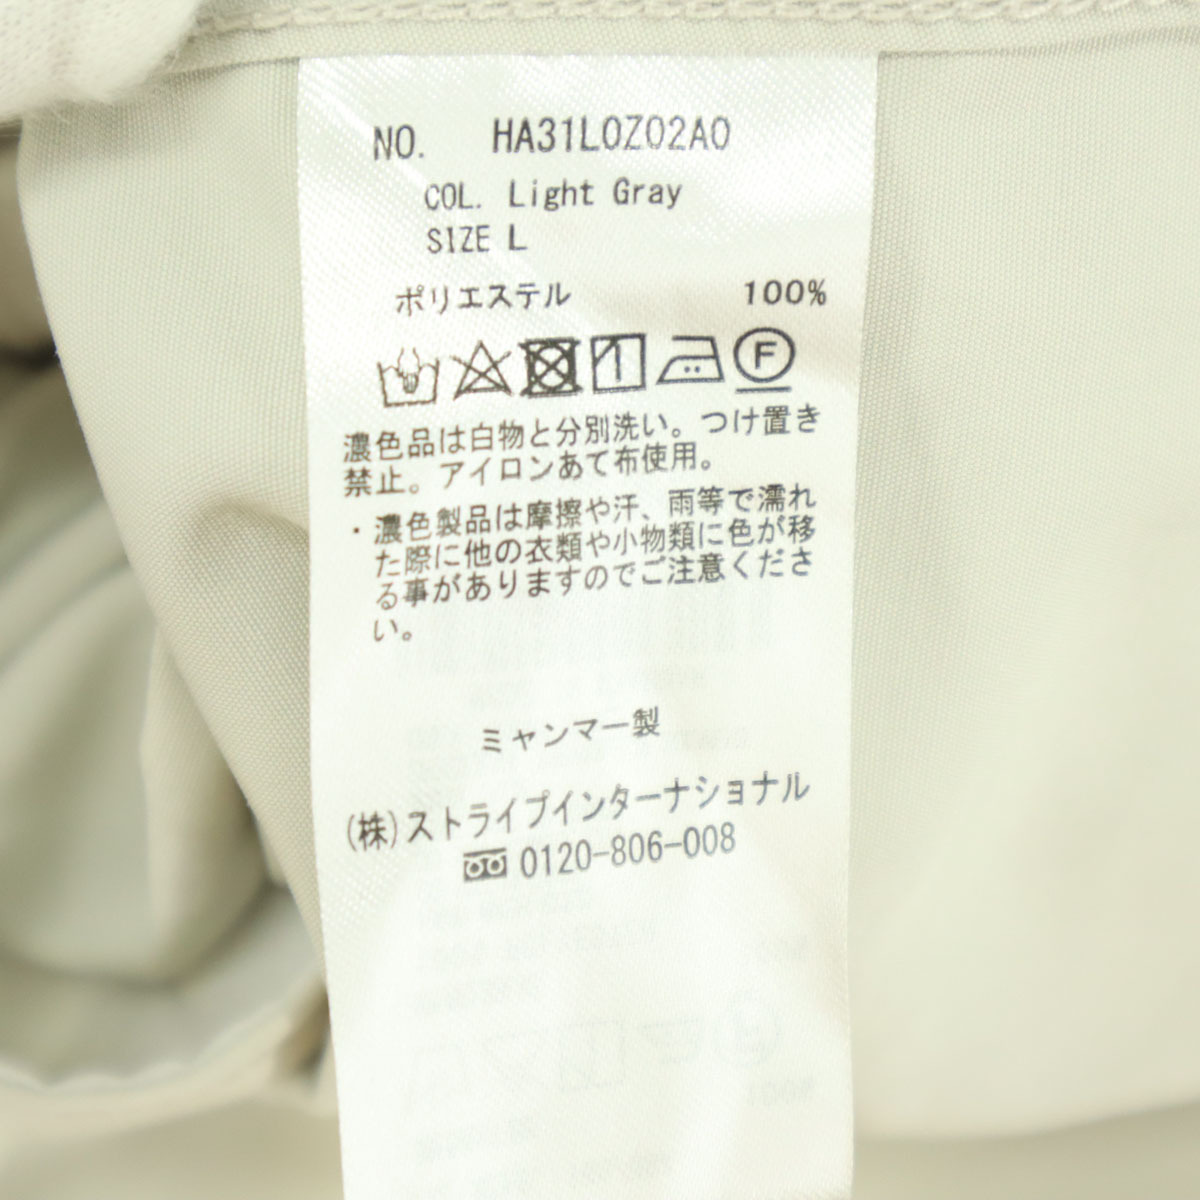 NO. HA31L0Z02A0
COL. Light Gray
SIZE L
ポリエステル 100%
F
濃色品は白物と分別洗い。つけ置き
禁止。アイロンあて布使用。
・濃色製品は摩擦や汗、雨等で濡れ
た際に他の衣類や小物類に色が移
る事がありますのでご注意くださ
い。
ミャンマー製
(株)ストライプインターナショナル
0120-806-008